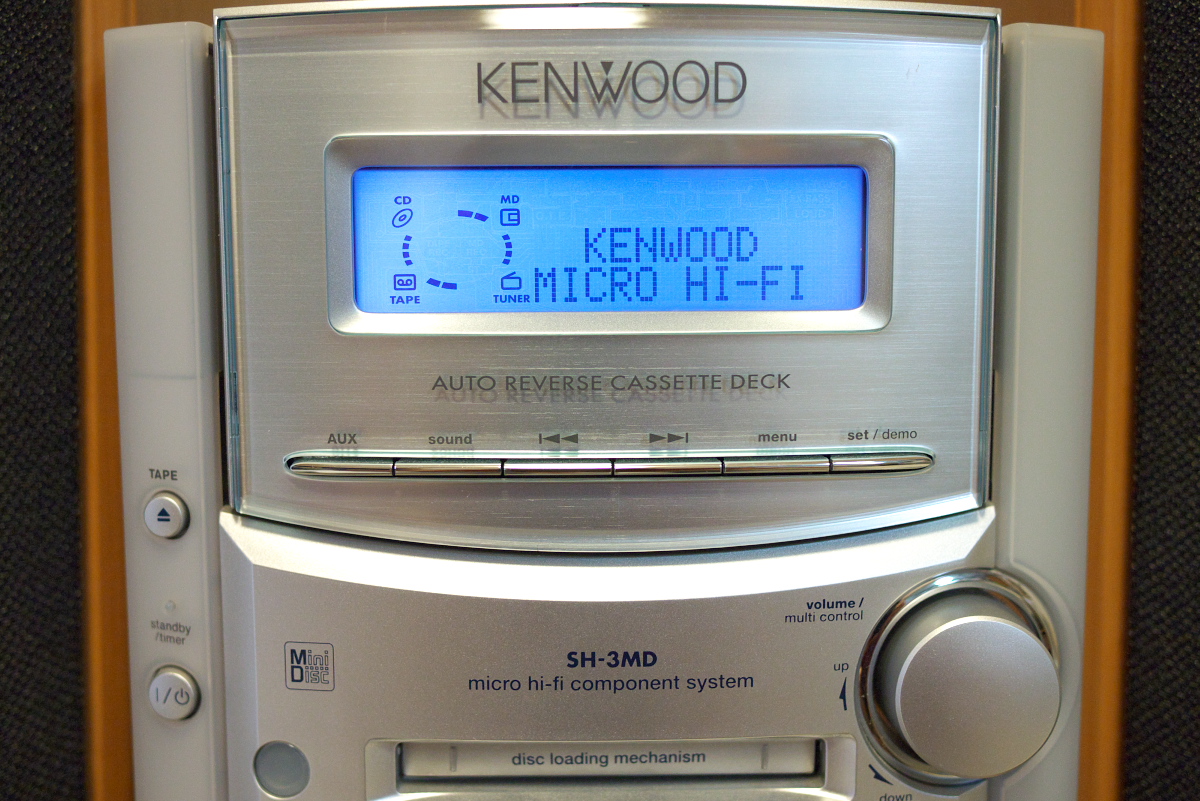 KENWOOD
CD
MD
KENWOOD
MICRO HI-FI
TAPE
TUNER
AUTO REVERSE CASSETTE DECK
AUX
sound
menu
set / demo
TAPE
standby
/timer
volume /
multi control
Mini
Disc
SH-3MD
micro hi-fi component system
up
disc loading mechanism
down